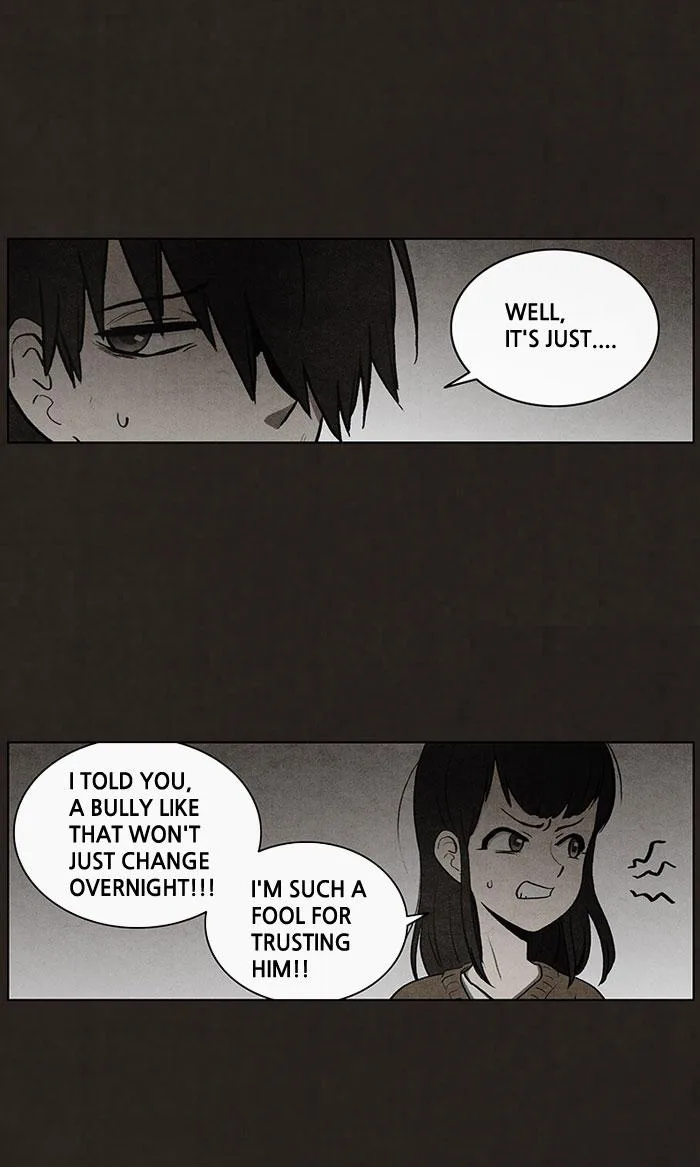 WELL,
IT'S JUST....
I TOLD YOU,
A BULLY LIKE
THAT WON'T
JUST CHANGE
OVERNIGHT!!!
I'M SUCH A
FOOL FOR
TRUSTING
HIM!!